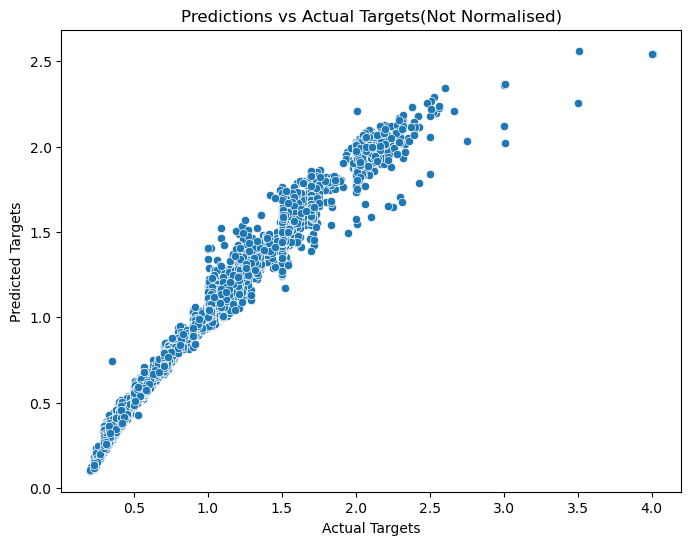 Predictions vs Actual Targets(Not Normalised)
2.5
2.0
1.5
1.0
0.5
0.0
Predicted Targets
0.5 1.0 1.5 2.0 2.5 3.0 3.5 4.0
Actual Targets